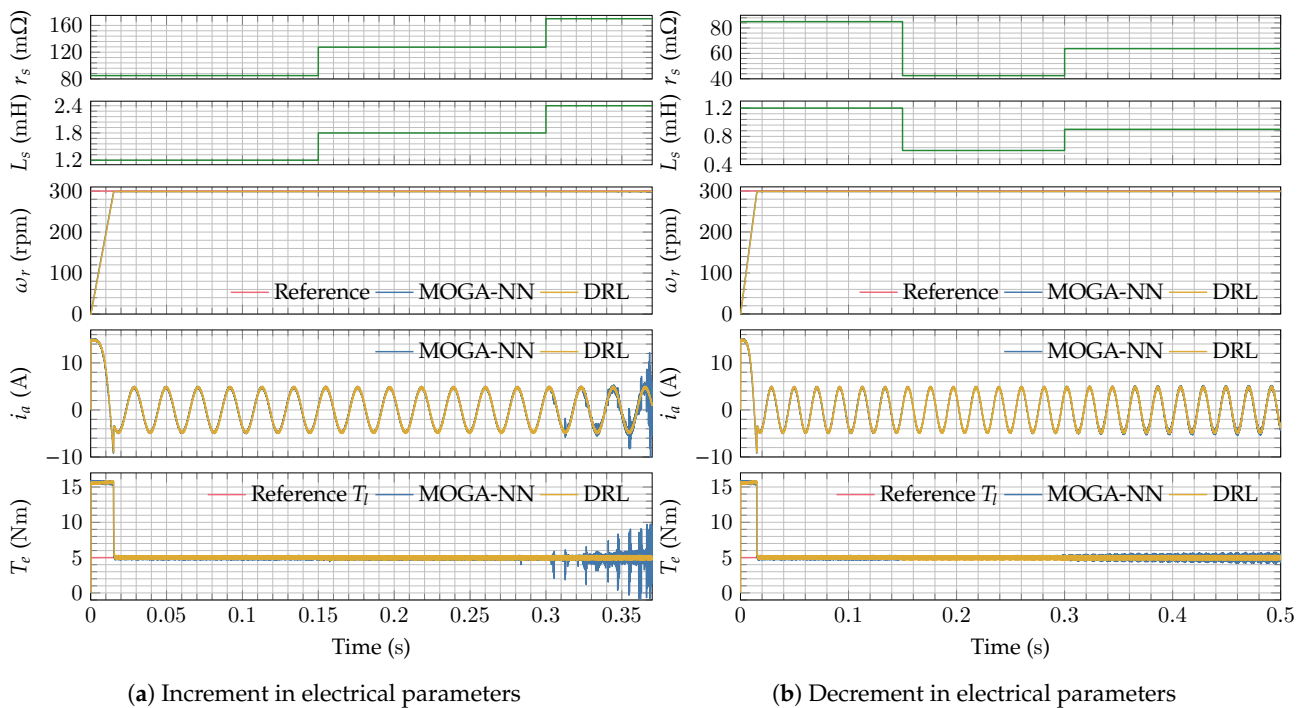 160
120
80
r_s (mΩ)
2.4
1.8
1.2
L_s (mH)
300
200
100
0
ω_r (rpm)
Reference MOGA-NN DRL
10
0
−10
i_a (A)
MOGA-NN DRL
15
10
5
0
T_e (Nm)
Reference T_l MOGA-NN DRL
0 0.05 0.1 0.15 0.2 0.25 0.3 0.35
Time (s)
(a) Increment in electrical parameters
80
60
40
r_s (mΩ)
1.2
0.8
0.4
L_s (mH)
300
200
100
0
ω_r (rpm)
Reference MOGA-NN DRL
10
0
−10
i_a (A)
MOGA-NN DRL
15
10
5
0
T_e (Nm)
Reference T_l MOGA-NN DRL
0 0.1 0.2 0.3 0.4 0.5
Time (s)
(b) Decrement in electrical parameters